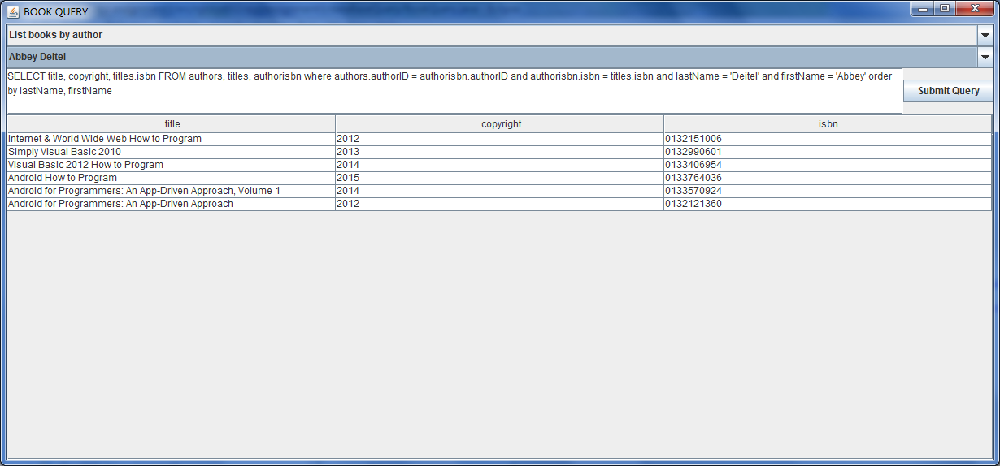 BOOK QUERY
List books by author
Abbey Deitel
SELECT title, copyright, titles.isbn FROM authors, titles, authorisbn where authors.authorID = authorisbn.authorID and authorisbn.isbn = titles.isbn and lastName = 'Deitel' and firstName = 'Abbey' order
by lastName, firstName
Submit Query
title copyright isbn
Internet & World Wide Web How to Program 2012 0132151006
Simply Visual Basic 2010 2013 0132990601
Visual Basic 2012 How to Program 2014 0133406954
Android How to Program 2015 0133764036
Android for Programmers: An App-Driven Approach, Volume 1 2014 0133570924
Android for Programmers: An App-Driven Approach 2012 0132121360